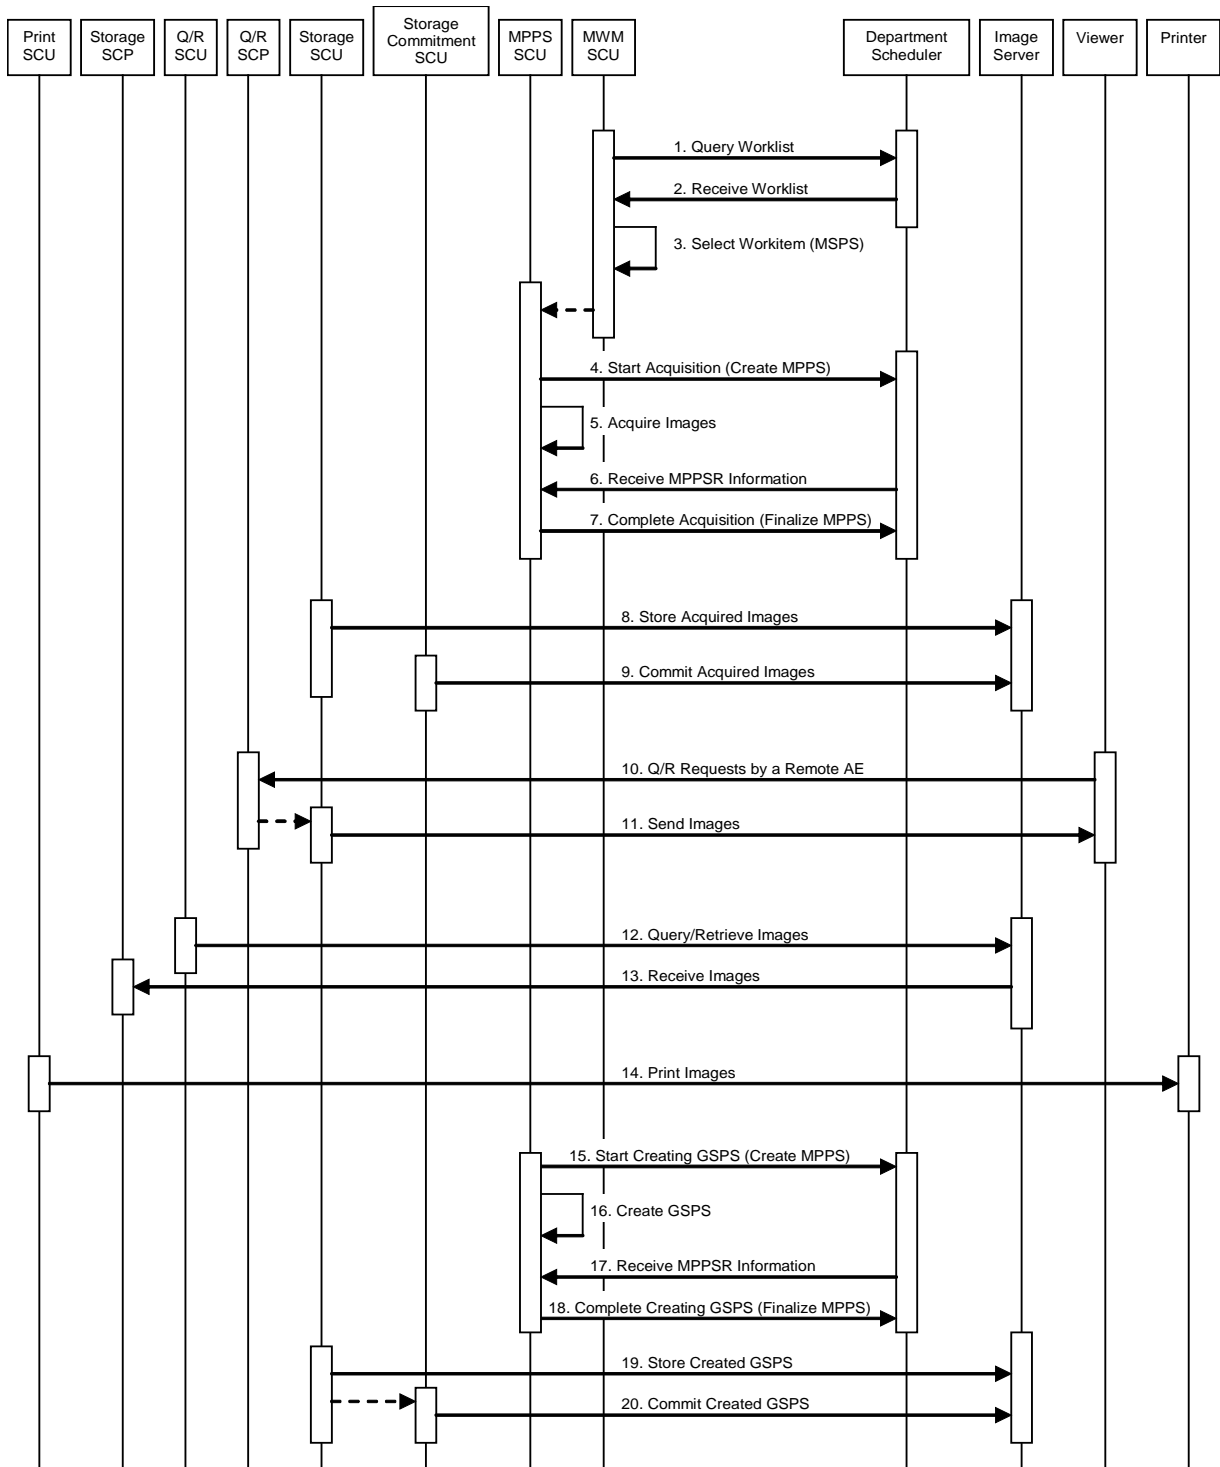 Print
SCU
Storage
SCP
Q/R
SCU
Q/R
SCP
Storage
SCU
Storage
Commitment
SCU
MPPS
SCU
MWM
SCU
Department
Scheduler
Image
Server
Viewer
Printer
1. Query Worklist
2. Receive Worklist
3. Select Workitem (MSPS)
4. Start Acquisition (Create MPPS)
5. Acquire Images
6. Receive MPPSR Information
7. Complete Acquisition (Finalize MPPS)
8. Store Acquired Images
9. Commit Acquired Images
10. Q/R Requests by a Remote AE
11. Send Images
12. Query/Retrieve Images
13. Receive Images
14. Print Images
15. Start Creating GSPS (Create MPPS)
16. Create GSPS
17. Receive MPPSR Information
18. Complete Creating GSPS (Finalize MPPS)
19. Store Created GSPS
20. Commit Created GSPS